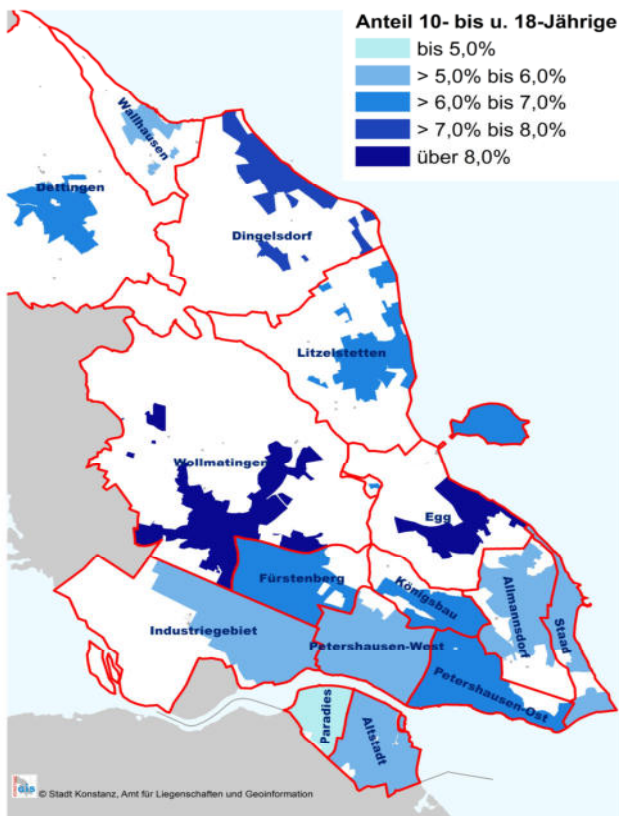 Anteil 10- bis u. 18-Jährige
bis 5,0%
> 5,0% bis 6,0%
> 6,0% bis 7,0%
> 7,0% bis 8,0%
über 8,0%
Wallhausen
Dettingen
Dingelsdorf
Litzelstetten
Wollmatingen
Egg
Fürstenberg
Königsbau
Allmannsdorf
Staad
Industriegebiet
Petershausen-West
Petershausen-Ost
Paradies
Altstadt
GIS
© Stadt Konstanz, Amt für Liegenschaften und Geoinformation